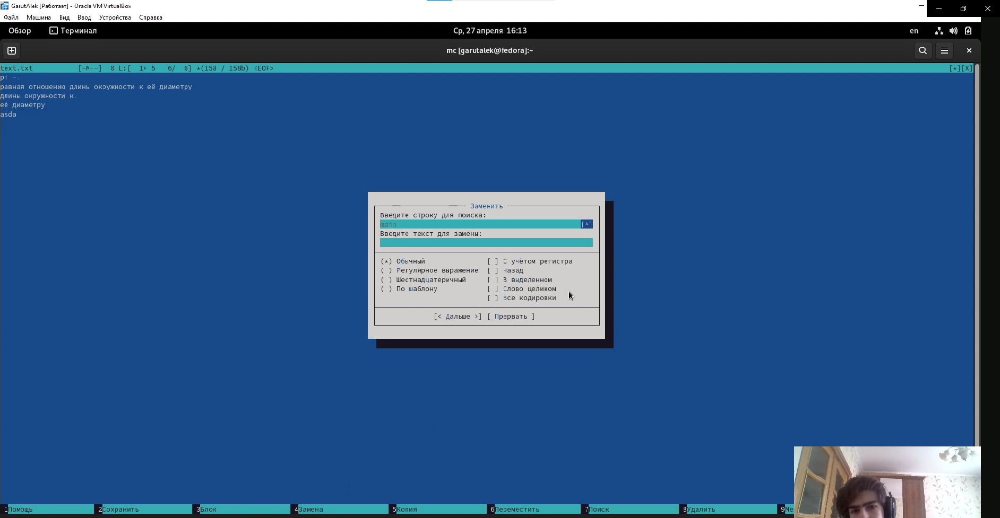 GarutAlek [Работает] - Oracle VM VirtualBox
Файл Машина Вид Ввод Устройства Справка
Обзор Терминал Ср, 27 апреля 16:13 en
mc [garutalek@fedora]:~
text.txt [-M--] 0 L:[ 1+ 5 6/ 6] *(158 / 158b) <EOF> [*][X]
pi –.
равная отношению длины окружности к её диаметру
длины окружности к.
её диаметру
asda
Заменить
Введите строку для поиска:
main [^]
Введите текст для замены:
(*) Обычный [ ] С учётом регистра
( ) Регулярное выражение [ ] Назад
( ) Шестнадцатеричный [ ] В выделенном
( ) По шаблону [ ] Слово целиком
[ ] Все кодировки
[< Дальше >] [ Прервать ]
1Помощь 2Сохранить 3Блок 4Замена 5Копия 6Переместить 7Поиск 8Удалить 9Ме